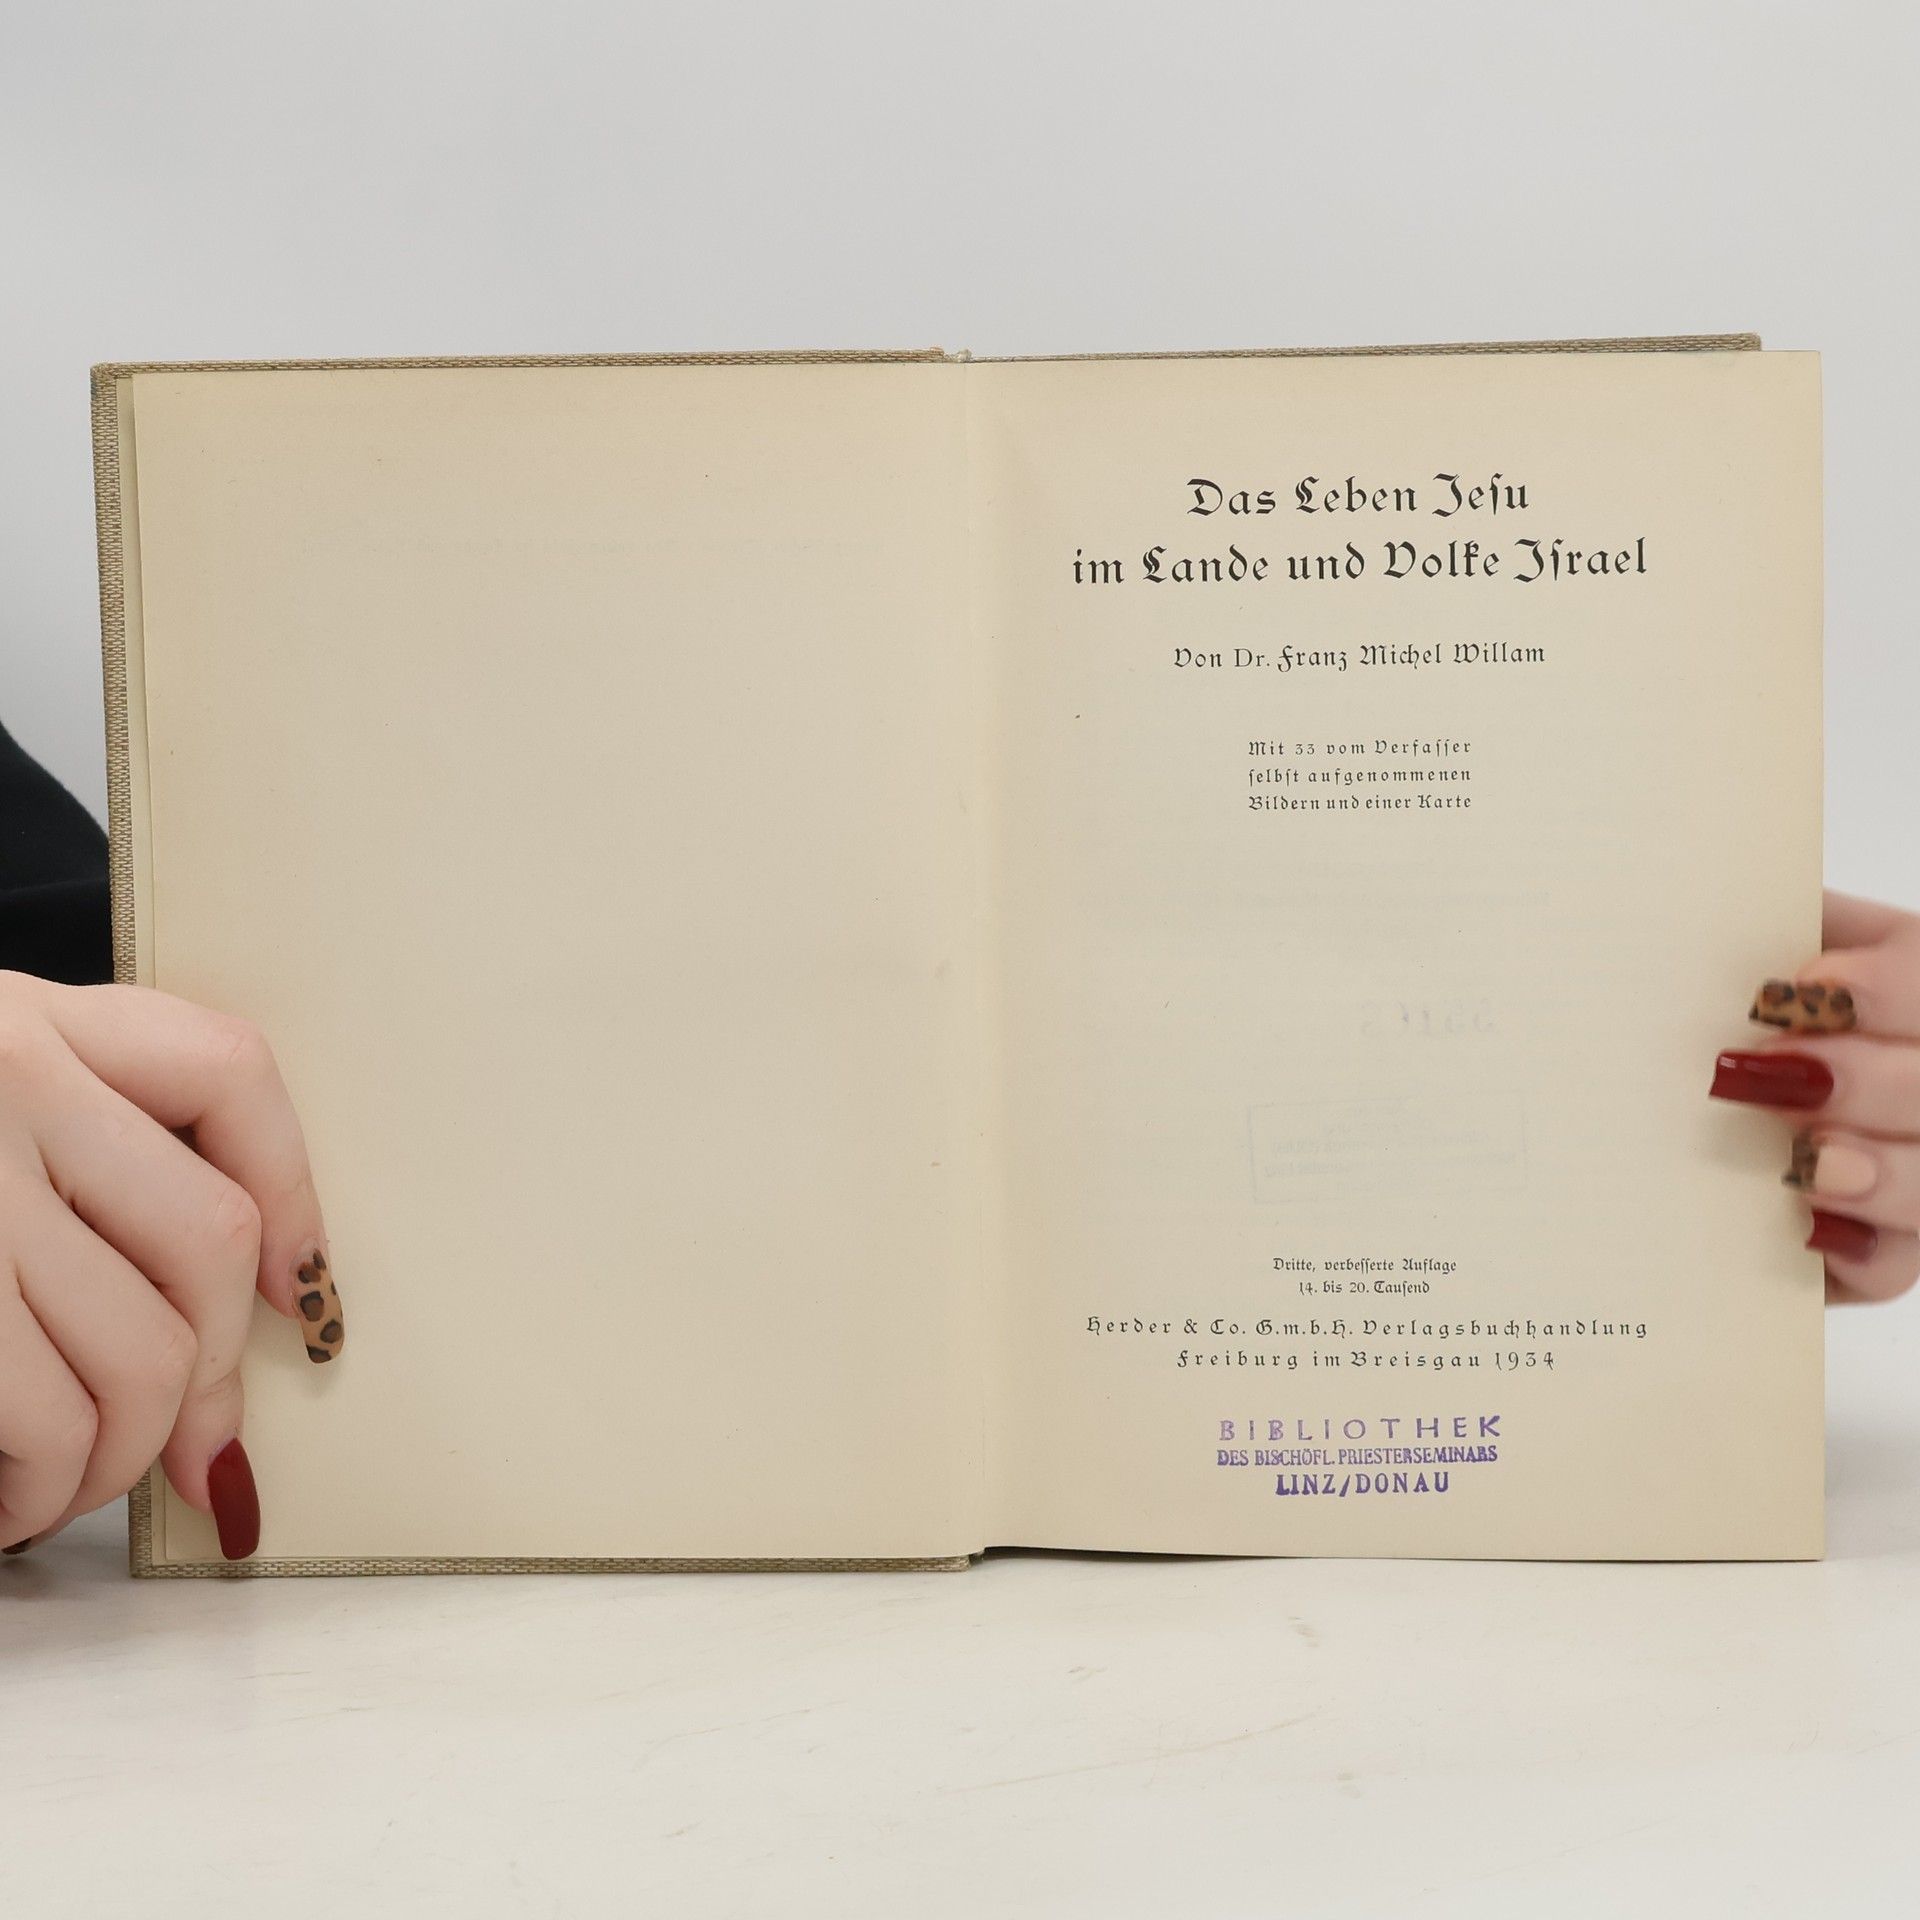 Das Leben Jeſu
im Lande und Volke Iſrael
Von Dr. Franz Michel Willam
Mit 33 vom Verfaſſer
ſelbſt aufgenommenen
Bildern und einer Karte
Dritte, verbeſſerte Auflage
14. bis 20. Tauſend
Herder & Co. G.m.b.H. Verlagsbuchhandlung
Freiburg im Breisgau 1934
BIBLIOTHEK
DES BISCHÖFL. PRIESTERSEMINARS
LINZ/DONAU